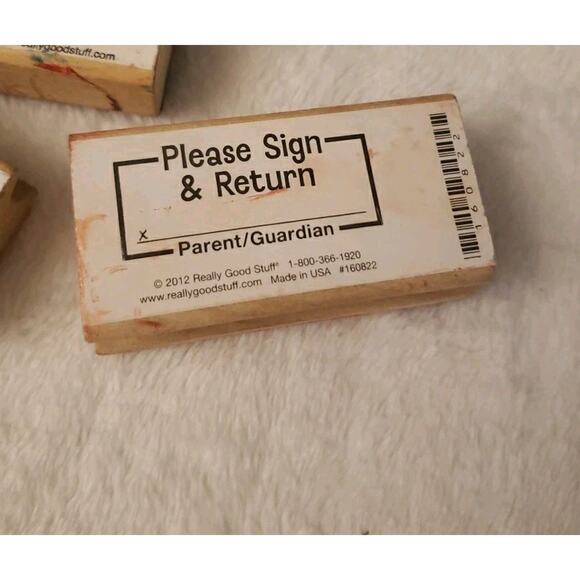 reallygoodstuff.com
Please Sign
& Return
x
Parent/Guardian
© 2012 Really Good Stuff® 1-800-366-1920
www.reallygoodstuff.com Made in USA #160822
160822